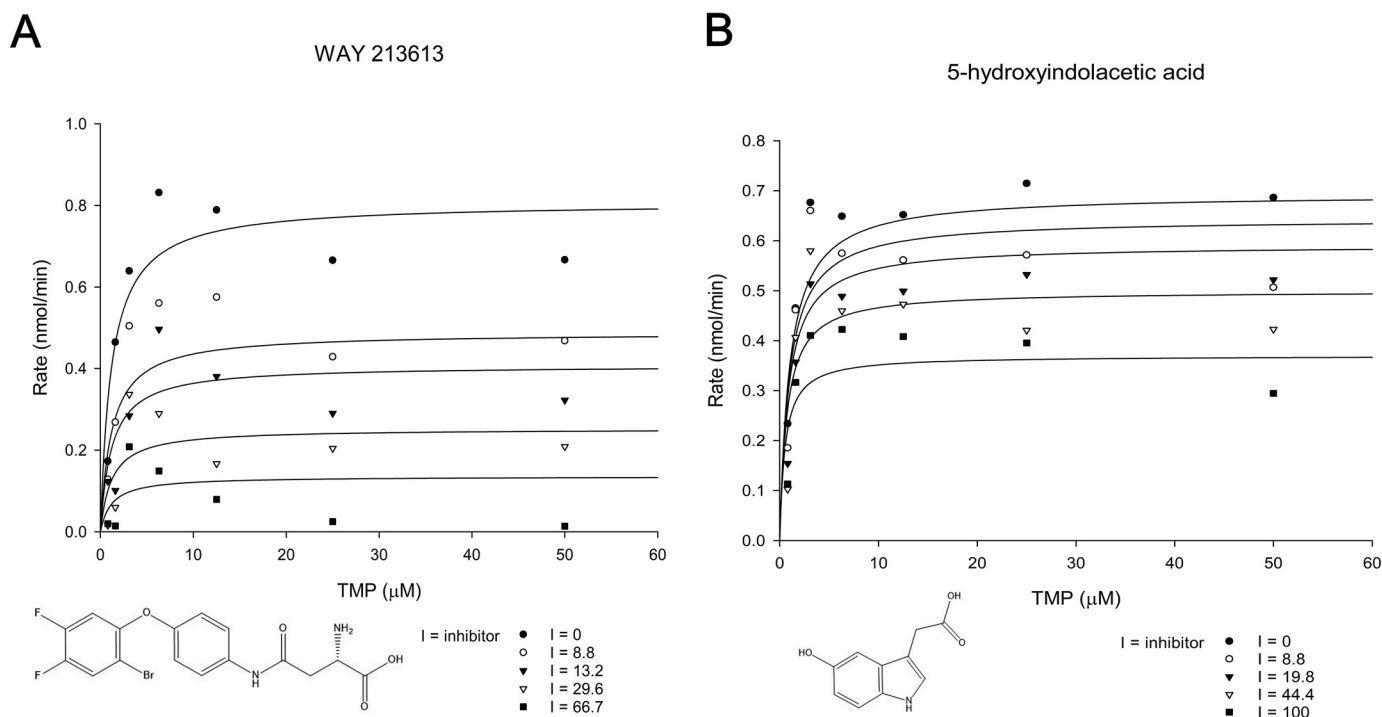 A
WAY 213613
1.0
0.8
0.6
0.4
0.2
0.0
Rate (nmol/min)
0 10 20 30 40 50 60
TMP (μM)
F
F
O
Br
N
H
O
NH₂
OH
O
I = inhibitor
I = 0
I = 8.8
I = 13.2
I = 29.6
I = 66.7
B
5-hydroxyindolacetic acid
0.8
0.7
0.6
0.5
0.4
0.3
0.2
0.1
0.0
Rate (nmol/min)
0 10 20 30 40 50 60
TMP (μM)
OH
O
HO
N
H
I = inhibitor
I = 0
I = 8.8
I = 19.8
I = 44.4
I = 100